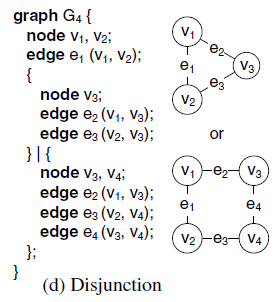 graph G₄ {
node v₁, v₂;
edge e₁ (v₁, v₂);
{
node v₃;
edge e₂ (v₁, v₃);
edge e₃ (v₂, v₃);
} | {
node v₃, v₄;
edge e₂ (v₁, v₃);
edge e₃ (v₂, v₄);
edge e₄ (v₃, v₄);
};
}
v₁
e₂
v₃
e₁
e₃
v₂
or
v₁ e₂ v₃
e₁ e₄
v₂ e₃ v₄
(d) Disjunction